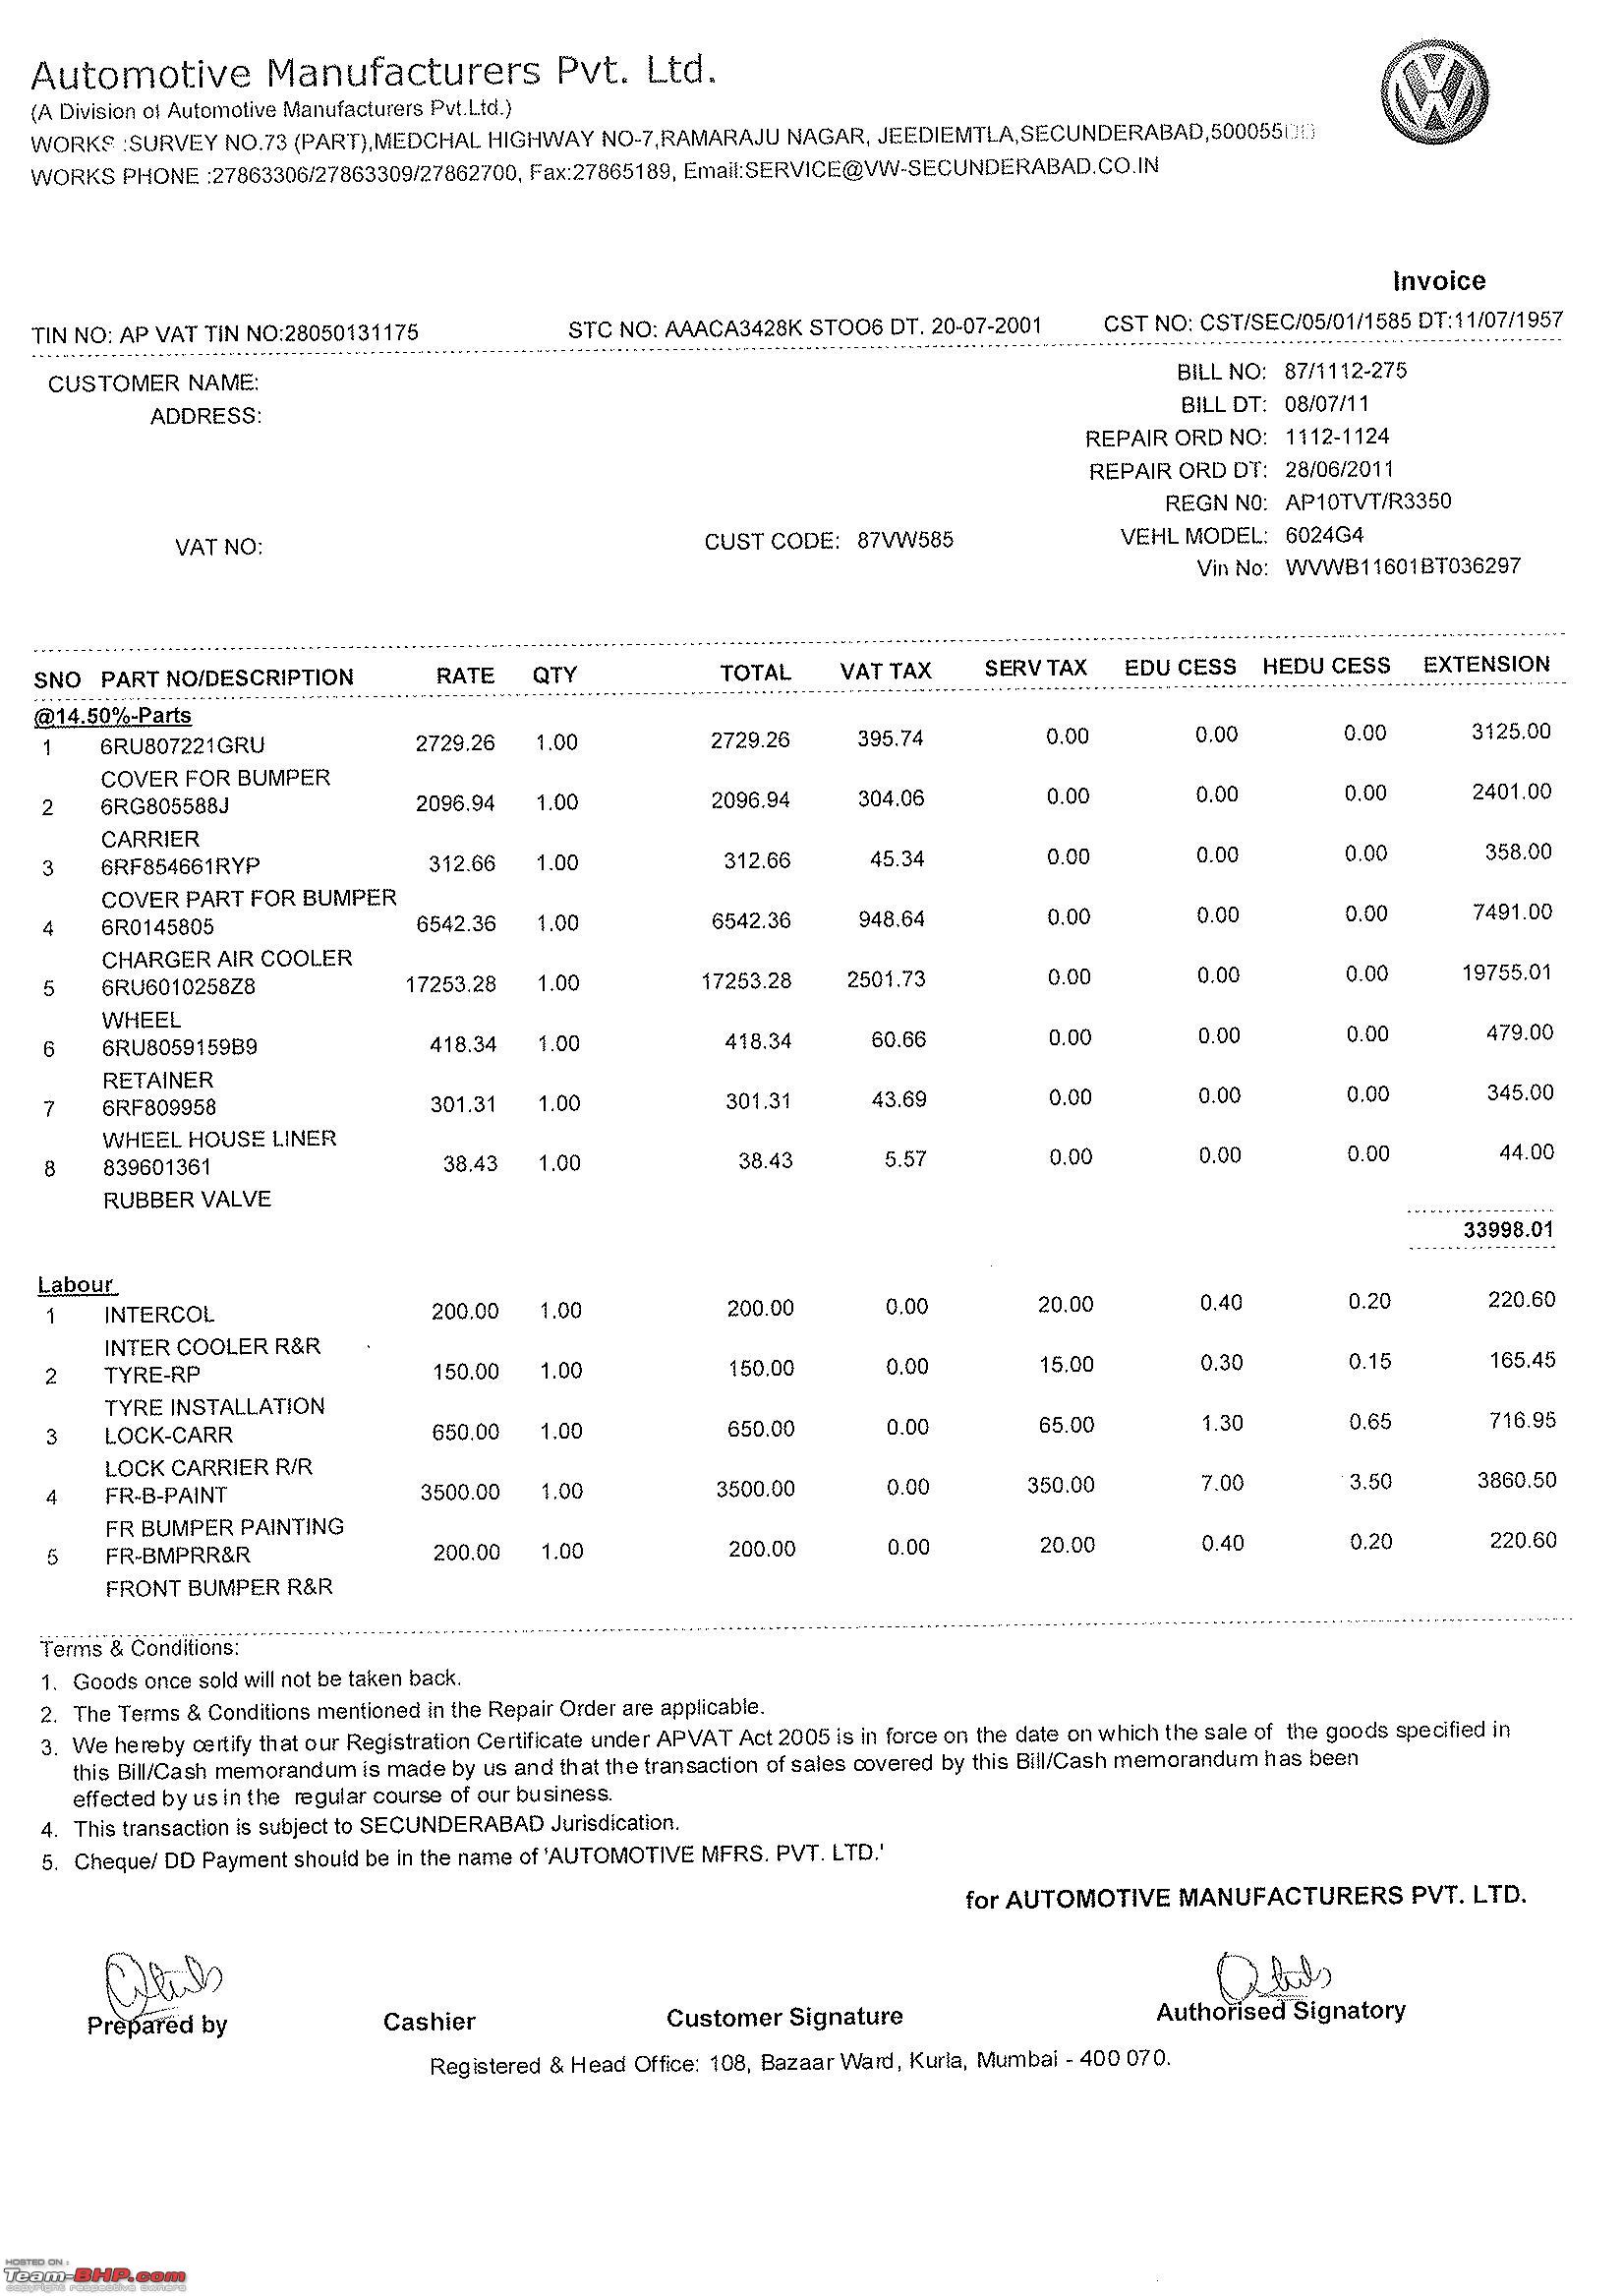 Automotive Manufacturers Pvt. Ltd.
(A Division of Automotive Manufacturers Pvt.Ltd.)
WORKS :SURVEY NO.73 (PART),MEDCHAL HIGHWAY NO-7,RAMARAJU NAGAR, JEEDIEMTLA,SECUNDERABAD,500055
WORKS PHONE :27863306/27863309/27862700, Fax:27865189, Email:SERVICE@VW-SECUNDERABAD.CO.IN
Invoice
TIN NO: AP VAT TIN NO:28050131175 STC NO: AAACA3428K STOO6 DT. 20-07-2001 CST NO: CST/SEC/05/01/1585 DT:11/07/1957
CUSTOMER NAME: BILL NO: 87/1112-275
ADDRESS: BILL DT: 08/07/11
REPAIR ORD NO: 1112-1124
REPAIR ORD DT: 28/06/2011
REGN N0: AP10TVT/R3350
VAT NO: CUST CODE: 87VW585 VEHL MODEL: 6024G4
Vin No: WVWB11601BT036297
SNO PART NO/DESCRIPTION RATE QTY TOTAL VAT TAX SERV TAX EDU CESS HEDU CESS EXTENSION
@14.50%-Parts
1 6RU807221GRU 2729.26 1.00 2729.26 395.74 0.00 0.00 0.00 3125.00
COVER FOR BUMPER
2 6RG805588J 2096.94 1.00 2096.94 304.06 0.00 0.00 0.00 2401.00
CARRIER
3 6RF854661RYP 312.66 1.00 312.66 45.34 0.00 0.00 0.00 358.00
COVER PART FOR BUMPER
4 6R0145805 6542.36 1.00 6542.36 948.64 0.00 0.00 0.00 7491.00
CHARGER AIR COOLER
5 6RU6010258Z8 17253.28 1.00 17253.28 2501.73 0.00 0.00 0.00 19755.01
WHEEL
6 6RU8059159B9 418.34 1.00 418.34 60.66 0.00 0.00 0.00 479.00
RETAINER
7 6RF809958 301.31 1.00 301.31 43.69 0.00 0.00 0.00 345.00
WHEEL HOUSE LINER
8 839601361 38.43 1.00 38.43 5.57 0.00 0.00 0.00 44.00
RUBBER VALVE
33998.01
Labour
1 INTERCOL 200.00 1.00 200.00 0.00 20.00 0.40 0.20 220.60
INTER COOLER R&R
2 TYRE-RP 150.00 1.00 150.00 0.00 15.00 0.30 0.15 165.45
TYRE INSTALLATION
3 LOCK-CARR 650.00 1.00 650.00 0.00 65.00 1.30 0.65 716.95
LOCK CARRIER R/R
4 FR-B-PAINT 3500.00 1.00 3500.00 0.00 350.00 7.00 3.50 3860.50
FR BUMPER PAINTING
5 FR-BMPRR&R 200.00 1.00 200.00 0.00 20.00 0.40 0.20 220.60
FRONT BUMPER R&R
Terms & Conditions:
1. Goods once sold will not be taken back.
2. The Terms & Conditions mentioned in the Repair Order are applicable.
3. We hereby certify that our Registration Certificate under APVAT Act 2005 is in force on the date on which the sale of the goods specified in
this Bill/Cash memorandum is made by us and that the transaction of sales covered by this Bill/Cash memorandum has been
effected by us in the regular course of our business.
4. This transaction is subject to SECUNDERABAD Jurisdication.
5. Cheque/ DD Payment should be in the name of 'AUTOMOTIVE MFRS. PVT. LTD.'
for AUTOMOTIVE MANUFACTURERS PVT. LTD.
Prepared by Cashier Customer Signature Authorised Signatory
Registered & Head Office: 108, Bazaar Ward, Kurla, Mumbai - 400 070.
HOSTED ON :
Team-BHP.com
copyright respective owners